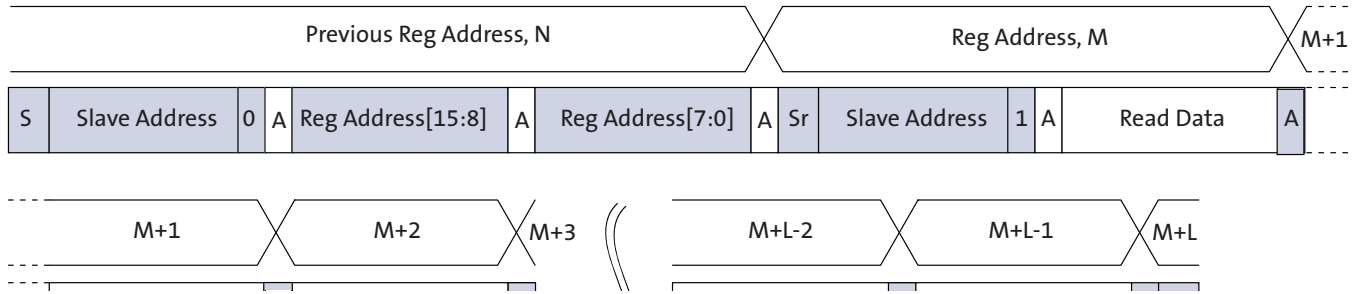 Previous Reg Address, N Reg Address, M M+1
S Slave Address 0 A Reg Address[15:8] A Reg Address[7:0] A Sr Slave Address 1 A Read Data A
M+1 M+2 M+3 M+L-2 M+L-1 M+L